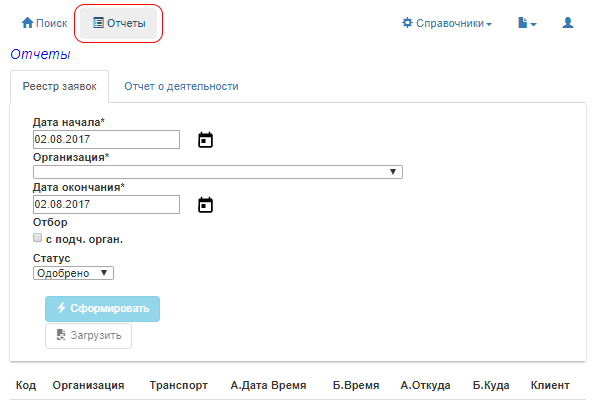 Поиск Отчеты Справочники
Отчеты
Реестр заявок Отчет о деятельности
Дата начала*
02.08.2017
Организация*
Дата окончания*
02.08.2017
Отбор
с подч. орган.
Статус
Одобрено
Сформировать
Загрузить
Код Организация Транспорт А.Дата Время Б.Время А.Откуда Б.Куда Клиент